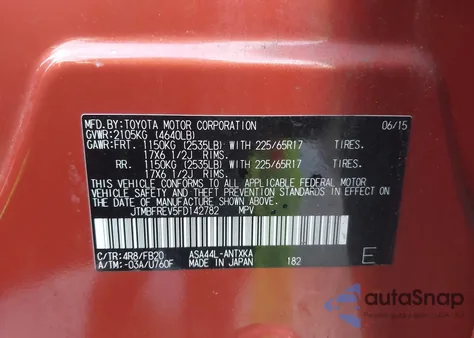 MFD.BY:TOYOTA MOTOR CORPORATION 06/15
GVWR:2105KG (4640LB)
GAWR:FRT. 1150KG (2535LB) WITH 225/65R17 TIRES.
17X6 1/2J RIMS.
RR. 1150KG (2535LB) WITH 225/65R17 TIRES.
17X6 1/2J RIMS.
THIS VEHICLE CONFORMS TO ALL APPLICABLE FEDERAL MOTOR
VEHICLE SAFETY AND THEFT PREVENTION STANDARDS IN EFFECT
ON THE DATE OF MANUFACTURE SHOWN ABOVE.
JTMBFREV5FD142782 MPV
C/TR:4R8/FB20 ASA44L-ANTXKA
A/TM:-03A/U760F MADE IN JAPAN 182 E
autoSnap